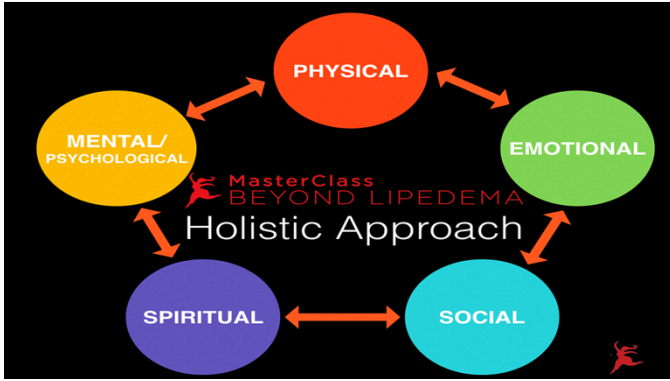 PHYSICAL
MENTAL/
PSYCHOLOGICAL
EMOTIONAL
MasterClass
BEYOND LIPEDEMA
Holistic Approach
SPIRITUAL
SOCIAL